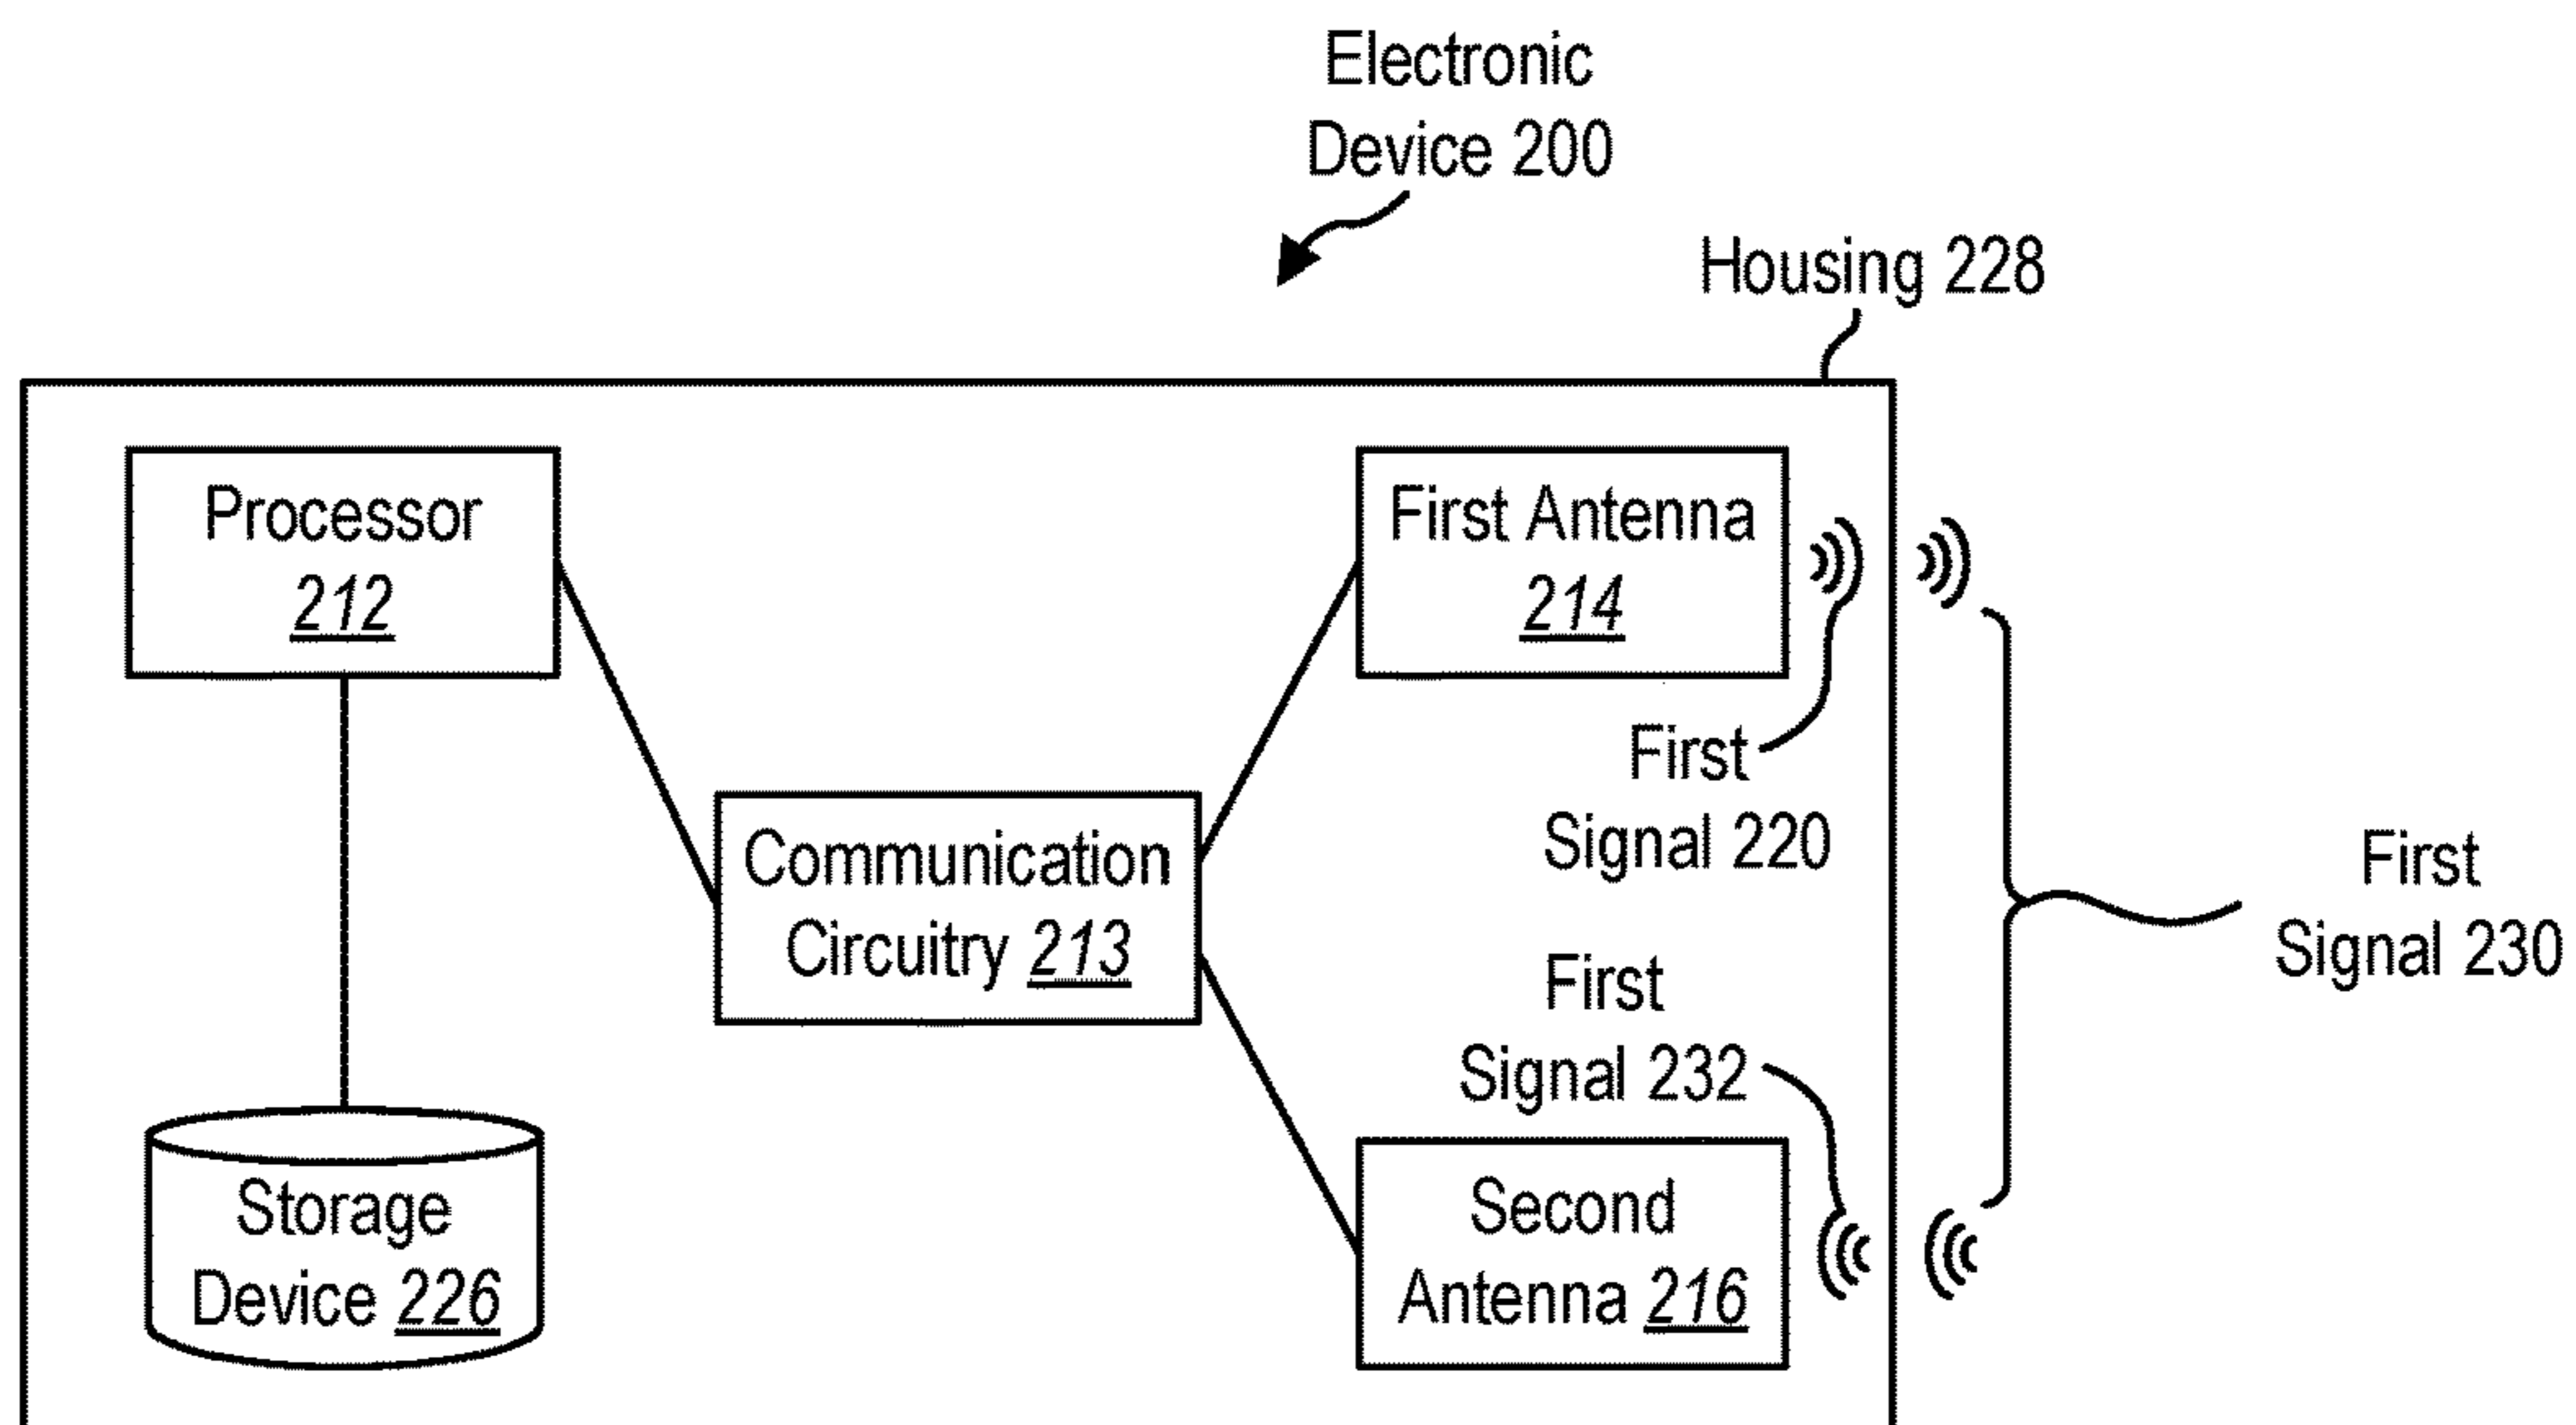 Electronic
Device 200
Housing 228
Processor
212
First Antenna
214
First
Signal 220
Communication
Circuitry 213
First
Signal 230
First
Signal 232
Storage
Device 226
Second
Antenna 216